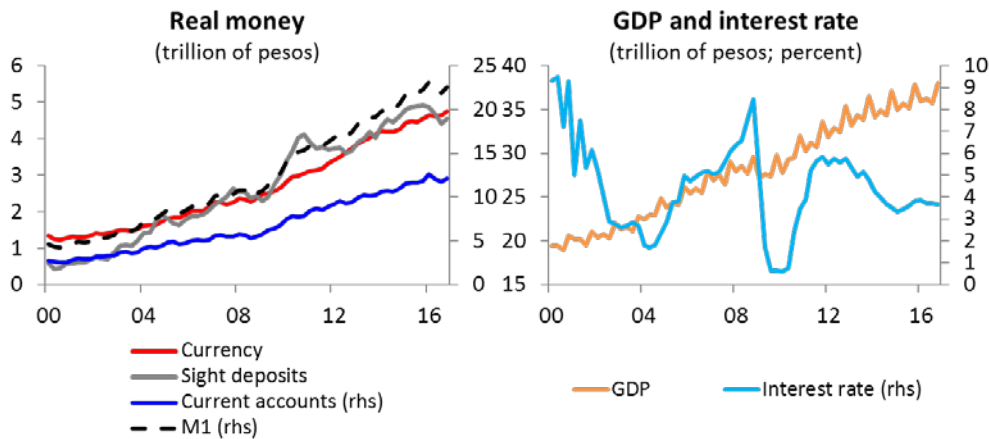 Real money
(trillion of pesos)
6
5
4
3
2
1
0
25
20
15
10
5
0
00 04 08 12 16
Currency
Sight deposits
Current accounts (rhs)
M1 (rhs)
GDP and interest rate
(trillion of pesos; percent)
40
35
30
25
20
15
10
9
8
7
6
5
4
3
2
1
0
00 04 08 12 16
GDP
Interest rate (rhs)